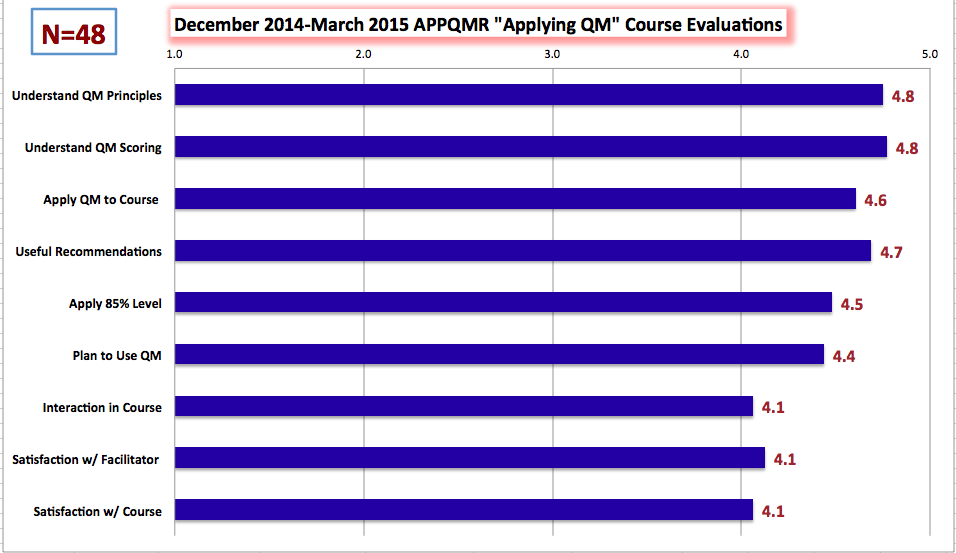 N=48
December 2014-March 2015 APPQMR "Applying QM" Course Evaluations
1.0 2.0 3.0 4.0 5.0
Understand QM Principles 4.8
Understand QM Scoring 4.8
Apply QM to Course 4.6
Useful Recommendations 4.7
Apply 85% Level 4.5
Plan to Use QM 4.4
Interaction in Course 4.1
Satisfaction w/ Facilitator 4.1
Satisfaction w/ Course 4.1